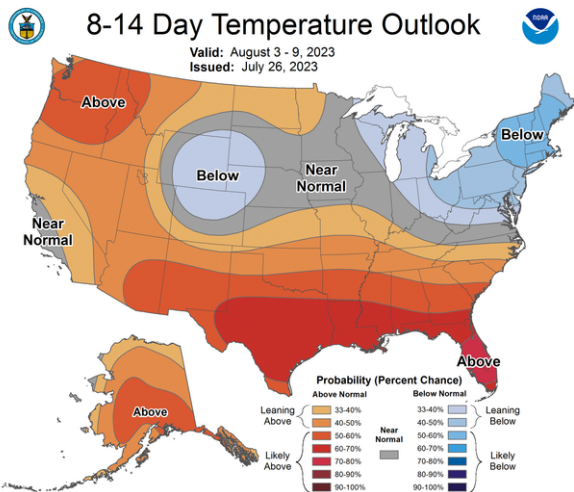 8-14 Day Temperature Outlook
Valid: August 3 - 9, 2023
Issued: July 26, 2023
NOAA
Above
Below
Near
Normal
Below
Near
Normal
Above
Above
Probability (Percent Chance)
Above Normal
Below Normal
Leaning
Above
33-40%
40-50%
Likely
Above
50-60%
60-70%
70-80%
80-90%
90-100%
Near
Normal
33-40%
40-50%
Leaning
Below
50-60%
60-70%
70-80%
80-90%
90-100%
Likely
Below